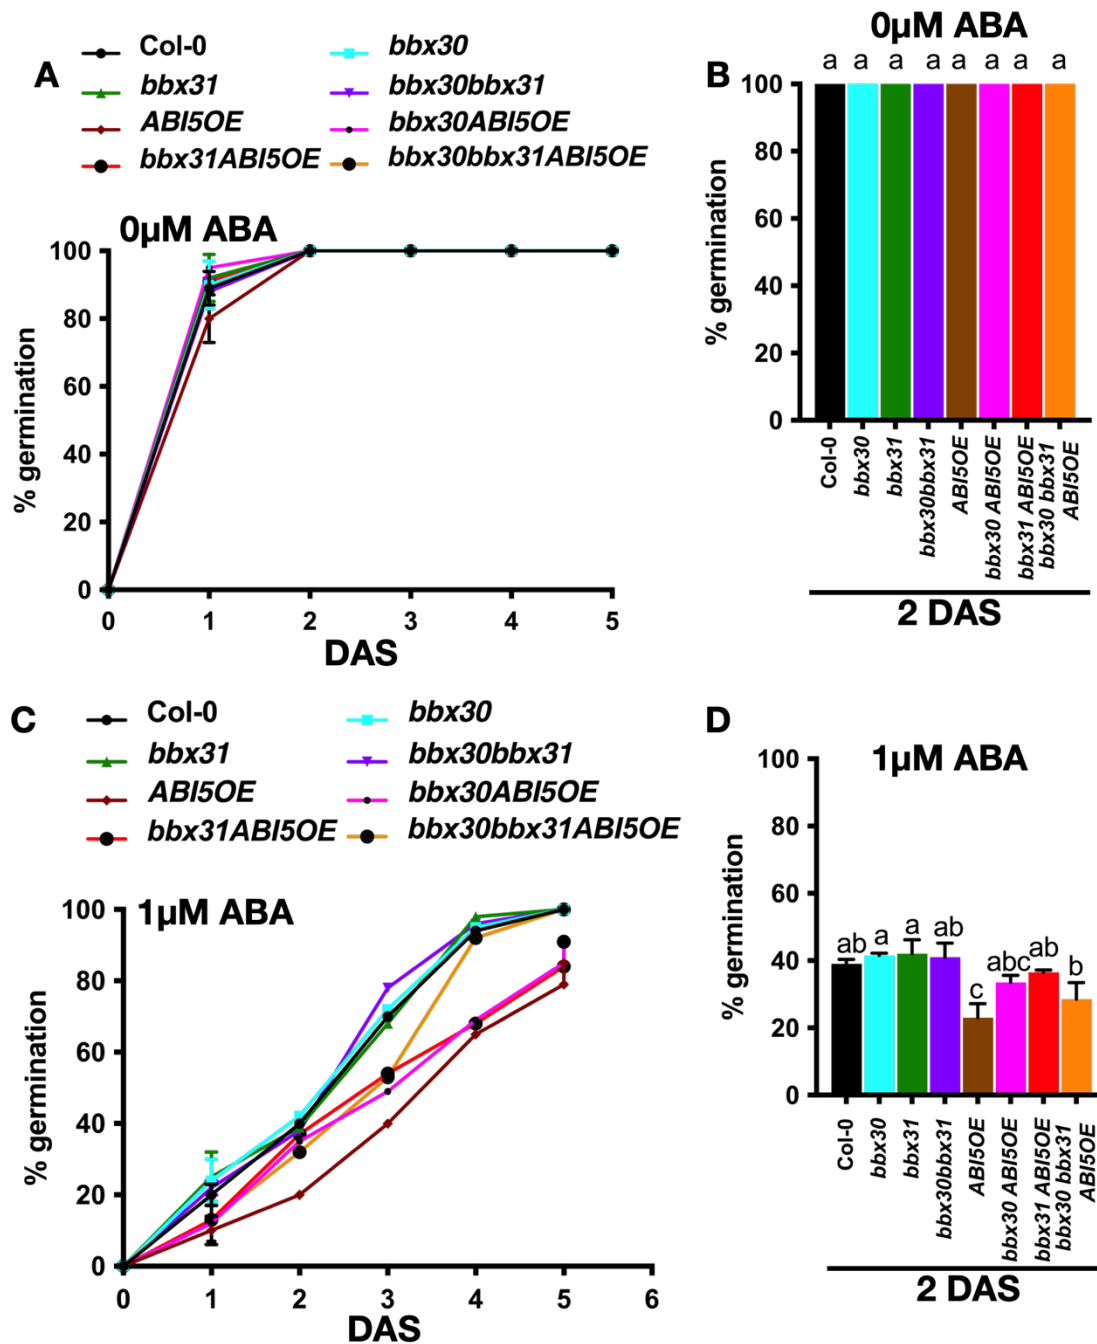 A
Col-0
bbx30
bbx31
bbx30bbx31
ABI5OE
bbx30ABI5OE
bbx31ABI5OE
bbx30bbx31ABI5OE
0µM ABA
% germination
100
80
60
40
20
0
0 1 2 3 4 5
DAS
B
0µM ABA
a a a a a a a a
% germination
100
80
60
40
20
0
Col-0
bbx30
bbx31
bbx30bbx31
ABI5OE
bbx30 ABI5OE
bbx31 ABI5OE
bbx30 bbx31
ABI5OE
2 DAS
C
Col-0
bbx30
bbx31
bbx30bbx31
ABI5OE
bbx30ABI5OE
bbx31ABI5OE
bbx30bbx31ABI5OE
1µM ABA
% germination
100
80
60
40
20
0
0 1 2 3 4 5 6
DAS
D
1µM ABA
% germination
100
80
60
40
20
0
ab a a ab c abc ab b
Col-0
bbx30
bbx31
bbx30bbx31
ABI5OE
bbx30 ABI5OE
bbx31 ABI5OE
bbx30 bbx31
ABI5OE
2 DAS